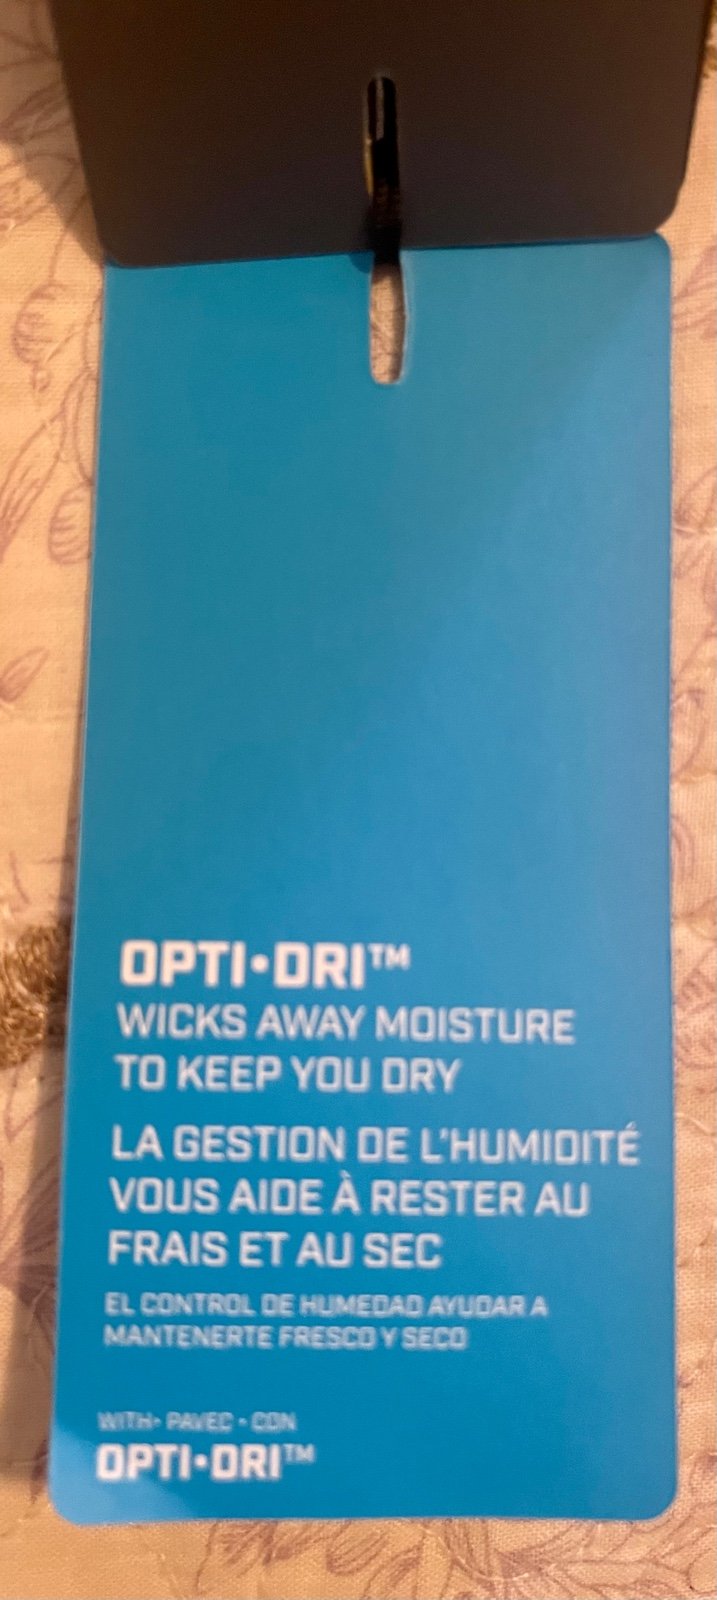 OPTI•DRI™
WICKS AWAY MOISTURE
TO KEEP YOU DRY
LA GESTION DE L'HUMIDITÉ
VOUS AIDE À RESTER AU
FRAIS ET AU SEC
EL CONTROL DE HUMEDAD AYUDAR A
MANTENERTE FRESCO Y SECO
WITH• PAVEC • CON
OPTI•DRI™